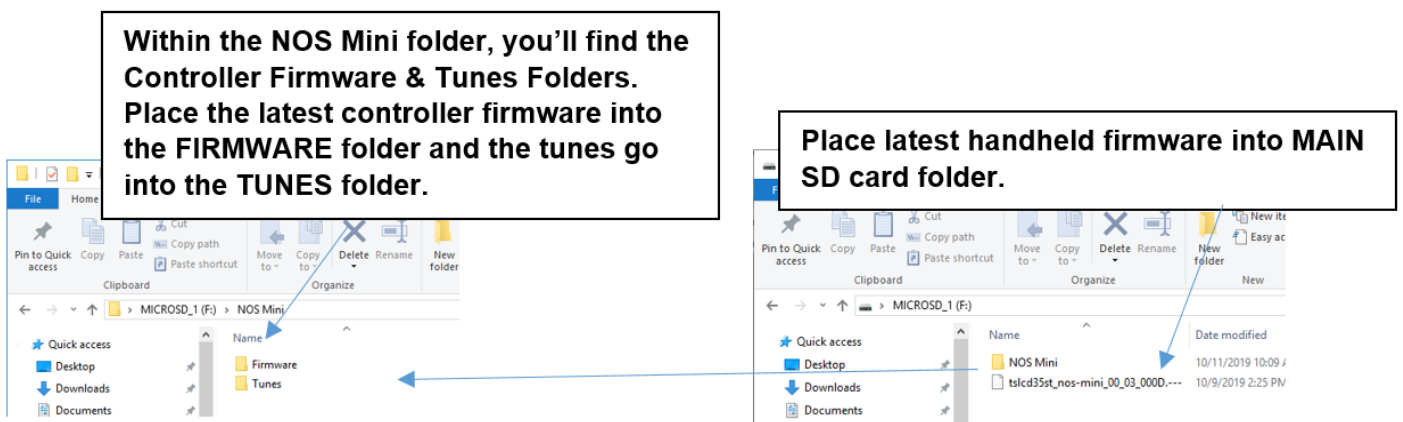 Within the NOS Mini folder, you'll find the
Controller Firmware & Tunes Folders.
Place the latest controller firmware into
the FIRMWARE folder and the tunes go
into the TUNES folder.
File Home
Cut
Copy path
Paste shortcut
Pin to Quick access
Copy
Paste
Move to
Copy to
Delete
Rename
New folder
Clipboard
Organize
MICROSD_1 (F:) > NOS Mini
Quick access
Desktop
Downloads
Documents
Name
Firmware
Tunes
Place latest handheld firmware into MAIN
SD card folder.
Cut
Copy path
Paste shortcut
Pin to Quick access
Copy
Paste
Move to
Copy to
Delete
Rename
New folder
New ite
Easy ac
Clipboard
Organize
New
MICROSD_1 (F:)
Quick access
Desktop
Downloads
Documents
Name Date modified
NOS Mini 10/11/2019 10:09 A
tslcd35st_nos-mini_00_03_000D.--- 10/9/2019 2:25 PM